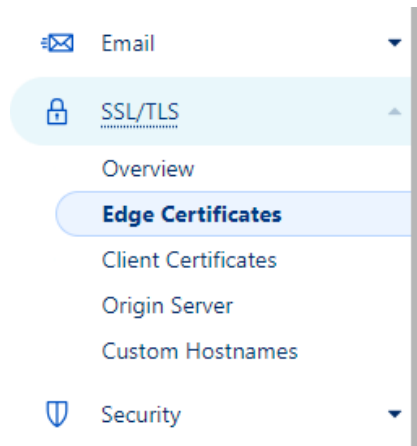 Email
SSL/TLS
Overview
Edge Certificates
Client Certificates
Origin Server
Custom Hostnames
Security